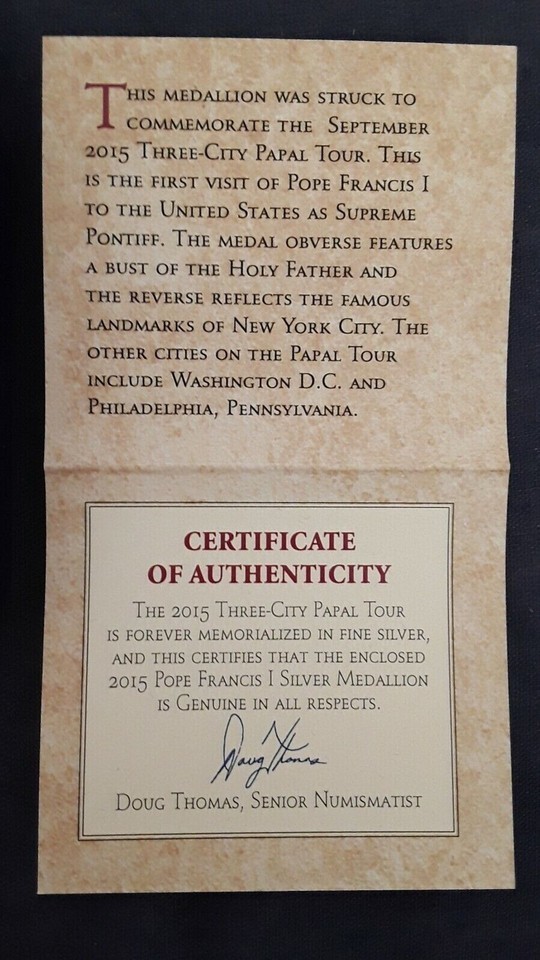 THIS MEDALLION WAS STRUCK TO
COMMEMORATE THE SEPTEMBER
2015 THREE-CITY PAPAL TOUR. THIS
IS THE FIRST VISIT OF POPE FRANCIS I
TO THE UNITED STATES AS SUPREME
PONTIFF. THE MEDAL OBVERSE FEATURES
A BUST OF THE HOLY FATHER AND
THE REVERSE REFLECTS THE FAMOUS
LANDMARKS OF NEW YORK CITY. THE
OTHER CITIES ON THE PAPAL TOUR
INCLUDE WASHINGTON D.C. AND
PHILADELPHIA, PENNSYLVANIA.
CERTIFICATE
OF AUTHENTICITY
THE 2015 THREE-CITY PAPAL TOUR
IS FOREVER MEMORIALIZED IN FINE SILVER,
AND THIS CERTIFIES THAT THE ENCLOSED
2015 POPE FRANCIS I SILVER MEDALLION
IS GENUINE IN ALL RESPECTS.
Doug Thomas
DOUG THOMAS, SENIOR NUMISMATIST